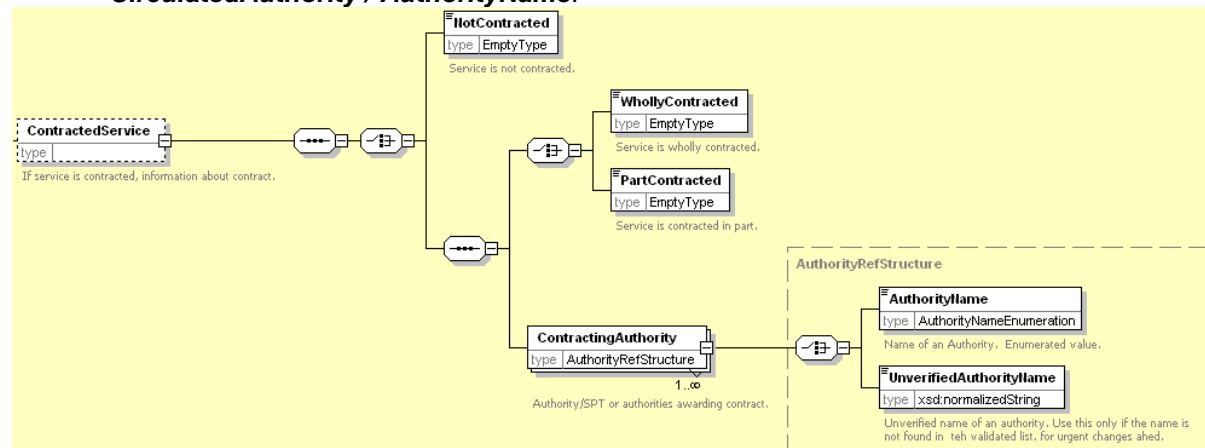 CirculatedAuthority / AuthorityName.
NotContracted
type EmptyType
Service is not contracted.
ContractedService
type
If service is contracted, information about contract.
WhollyContracted
type EmptyType
Service is wholly contracted.
PartContracted
type EmptyType
Service is contracted in part.
AuthorityRefStructure
AuthorityName
type AuthorityNameEnumeration
Name of an Authority. Enumerated value.
ContractingAuthority
type AuthorityRefStructure
1..∞
Authority/SPT or authorities awarding contract.
UnverifiedAuthorityName
type xsd:normalizedString
Unverified name of an authority. Use this only if the name is
not found in teh validated list. for urgent changes ahed.